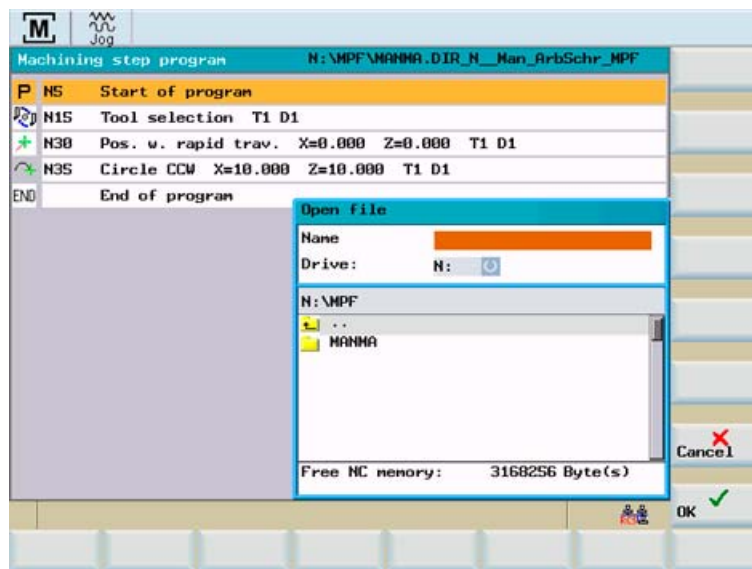 M
Jog
Machining step program N:\MPF\MANMA.DIR_N__Man_ArbSchr_MPF
P N5 Start of program
N15 Tool selection T1 D1
N30 Pos. w. rapid trav. X=0.000 Z=0.000 T1 D1
N35 Circle CCW X=10.000 Z=10.000 T1 D1
END End of program
Open file
Name
Drive: N:
N:\MPF
..
MANMA
Free NC memory: 3168256 Byte(s)
Cancel
OK